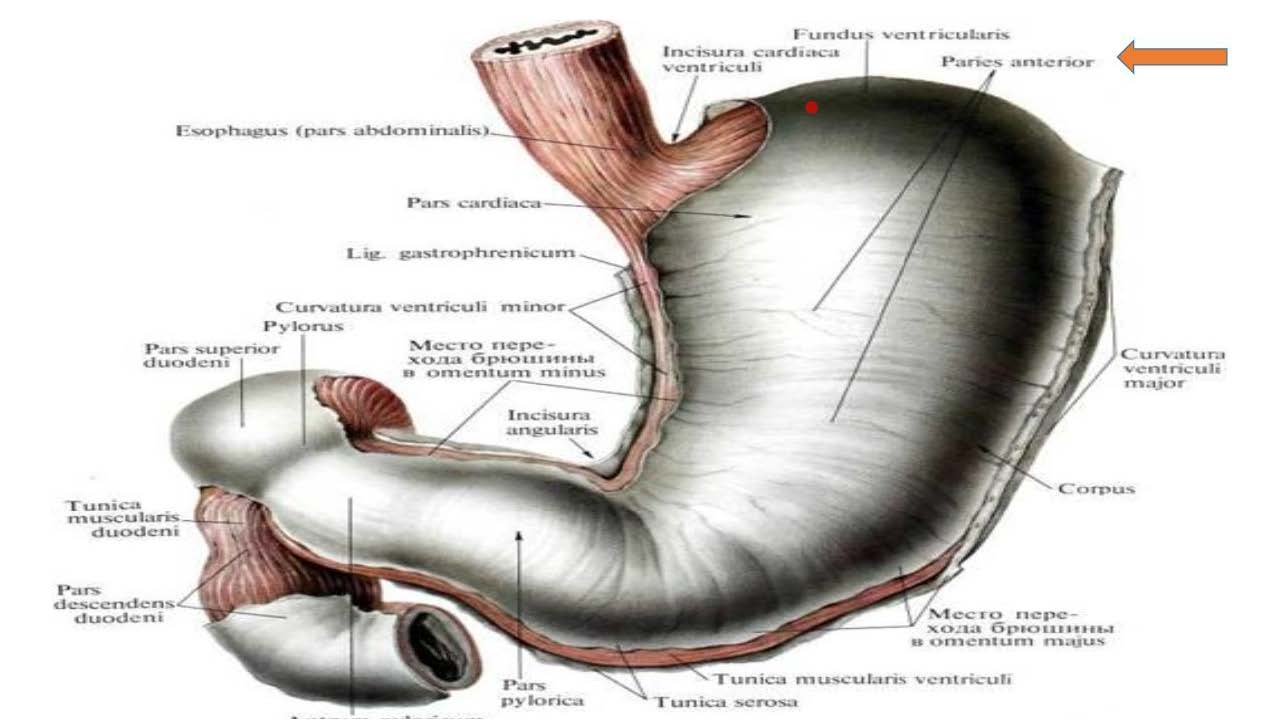 Fundus ventricularis
Incisura cardiaca
ventriculi
Paries anterior
Esophagus (pars abdominalis)
Pars cardiaca
Lig. gastrophrenicum
Curvatura ventriculi minor
Pylorus
Pars superior
duodeni
Место пере-
хода брюшины
в omentum minus
Curvatura
ventriculi
major
Incisura
angularis
Corpus
Tunica
muscularis
duodeni
Pars
descendens
duodeni
Место пере-
хода брюшины
в omentum majus
Pars
pylorica
Tunica muscularis ventriculi
Tunica serosa